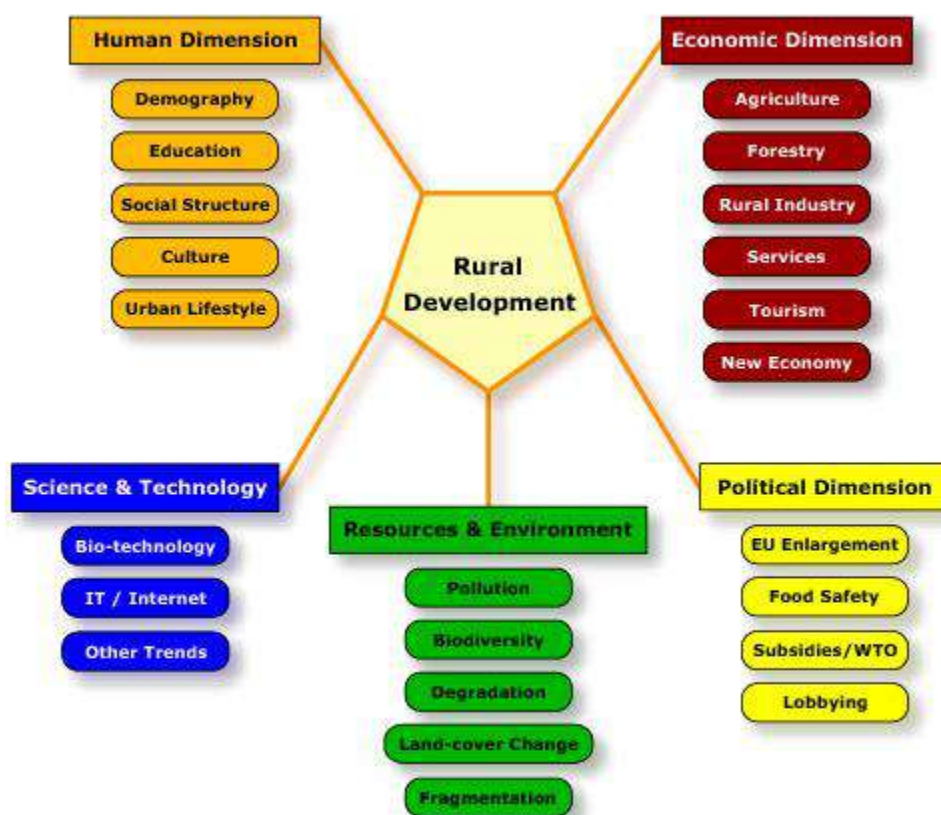 Human Dimension
Demography
Education
Social Structure
Culture
Urban Lifestyle
Economic Dimension
Agriculture
Forestry
Rural Industry
Services
Tourism
New Economy
Rural
Development
Science & Technology
Bio-technology
IT / Internet
Other Trends
Resources & Environment
Pollution
Biodiversity
Degradation
Land-cover Change
Fragmentation
Political Dimension
EU Enlargement
Food Safety
Subsidies/WTO
Lobbying